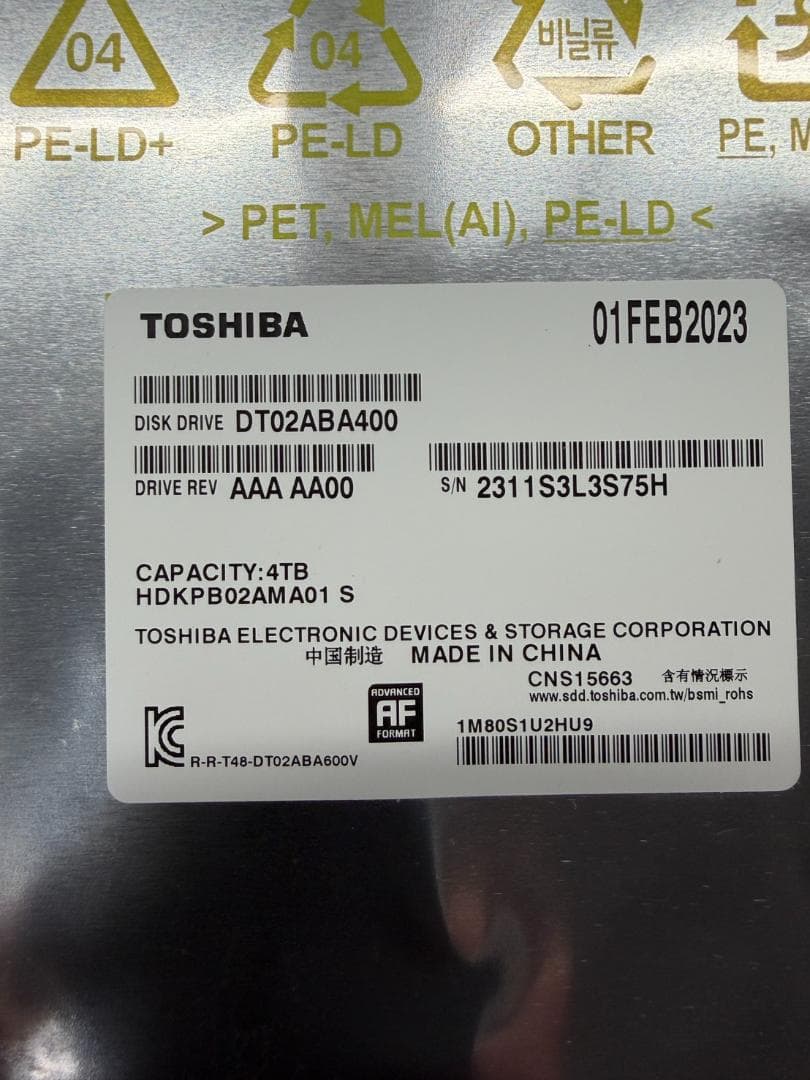 04
04
비닐류
PE-LD+
PE-LD
OTHER
PE, M
> PET, MEL(Al), PE-LD <
TOSHIBA
01FEB2023
DISK DRIVE DT02ABA400
DRIVE REV AAA AA00
S/N 2311S3L3S75H
CAPACITY:4TB
HDKPB02AMA01 S
TOSHIBA ELECTRONIC DEVICES & STORAGE CORPORATION
中国制造 MADE IN CHINA
CNS15663 含有情況標示
www.sdd.toshiba.com.tw/bsmi_rohs
ADVANCED
AF
FORMAT
1M80S1U2HU9
R-R-T48-DT02ABA600V